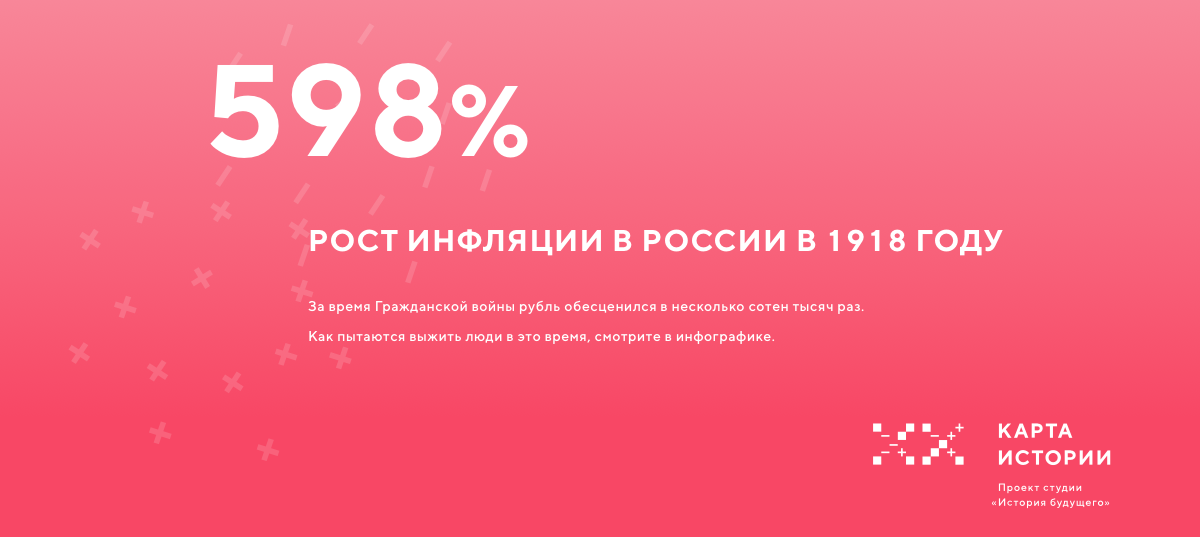 598%
РОСТ ИНФЛЯЦИИ В РОССИИ В 1918 ГОДУ
За время Гражданской войны рубль обесценился в несколько сотен тысяч раз.
Как пытаются выжить люди в это время, смотрите в инфографике.
КАРТА
ИСТОРИИ
Проект студии
«История будущего»